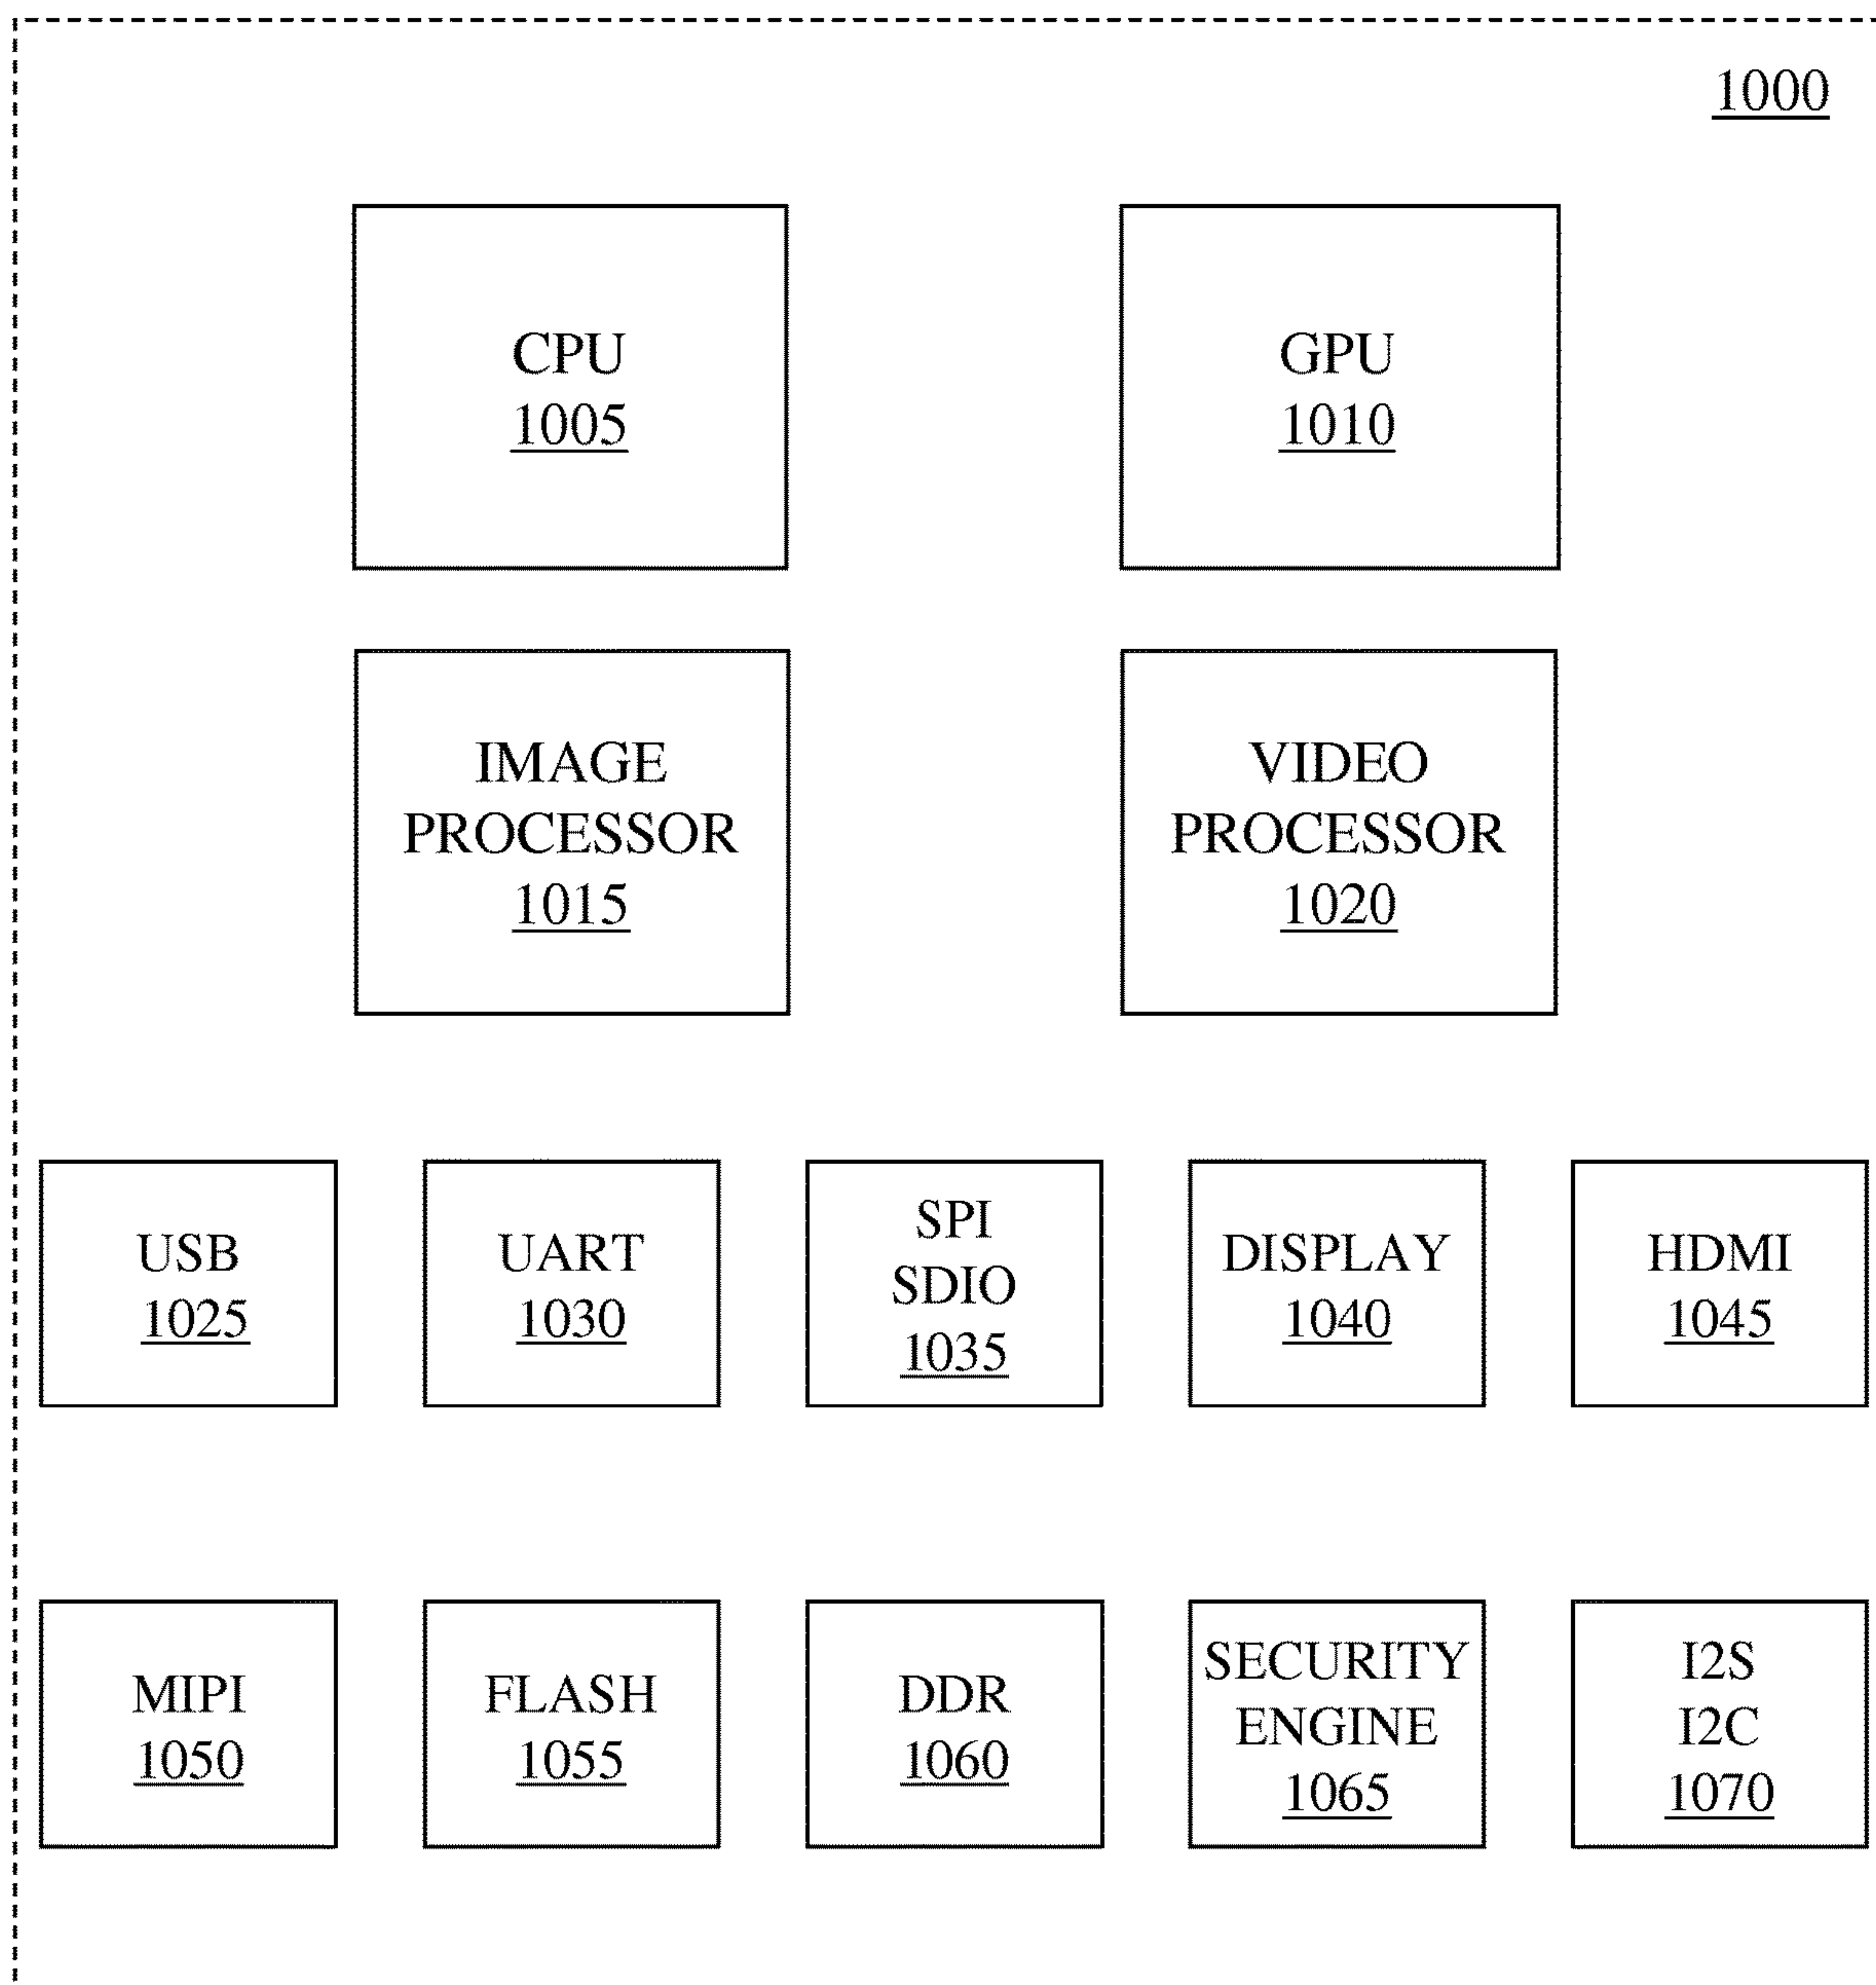 1000
CPU
1005
GPU
1010
IMAGE
PROCESSOR
1015
VIDEO
PROCESSOR
1020
USB
1025
UART
1030
SPI
SDIO
1035
DISPLAY
1040
HDMI
1045
MIPI
1050
FLASH
1055
DDR
1060
SECURITY
ENGINE
1065
I2S
I2C
1070